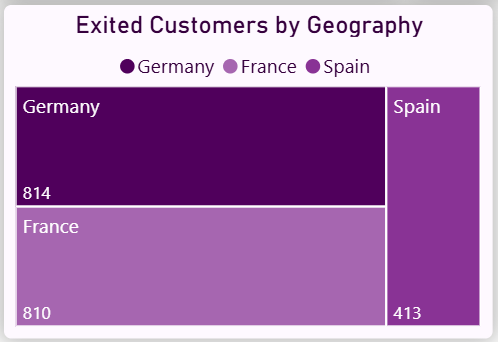 Exited Customers by Geography
Germany France Spain
Germany
814
France
810
Spain
413